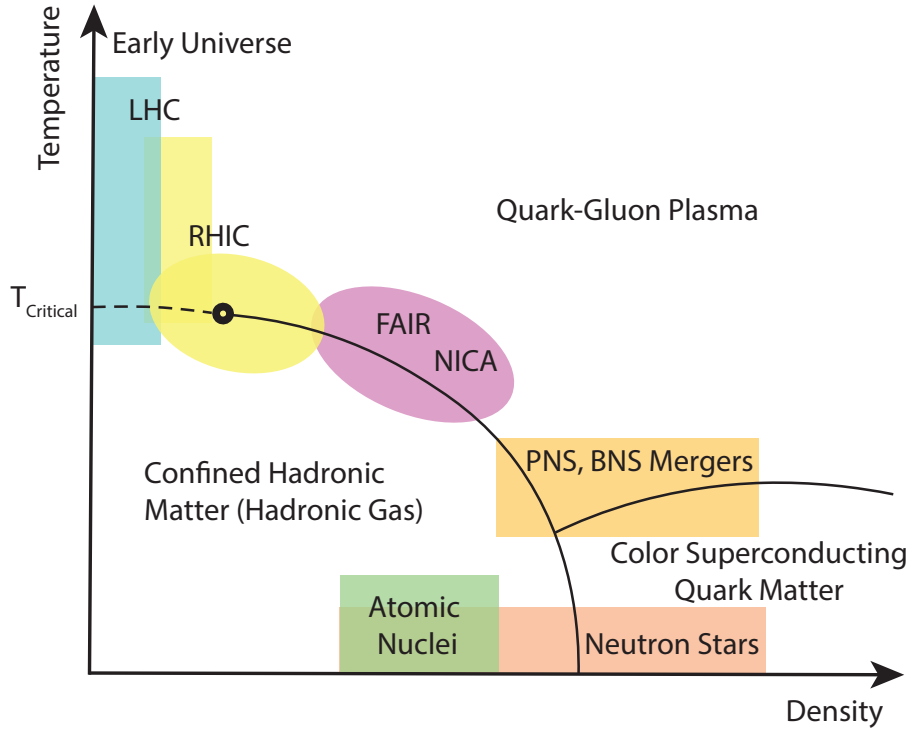 Temperature
Early Universe
LHC
Quark-Gluon Plasma
RHIC
T Critical
FAIR
NICA
PNS, BNS Mergers
Confined Hadronic
Matter (Hadronic Gas)
Color Superconducting
Quark Matter
Atomic
Nuclei
Neutron Stars
Density